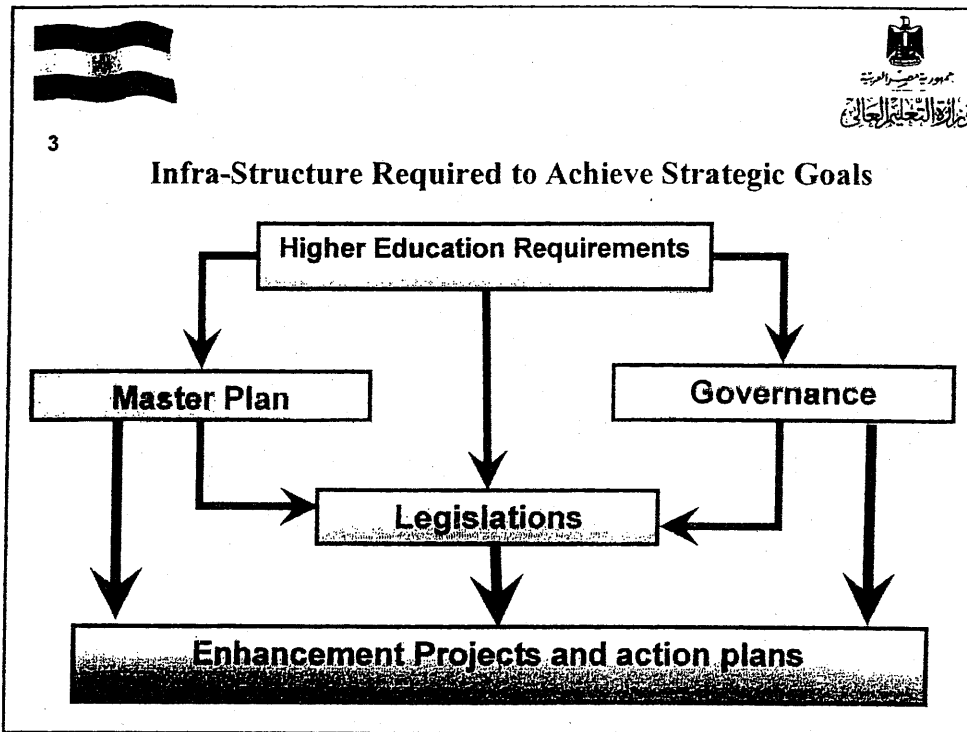 جمهورية مصر العربية
وزارة التعليم العالى
3
Infra-Structure Required to Achieve Strategic Goals
Higher Education Requirements
Master Plan
Governance
Legislations
Enhancement Projects and action plans